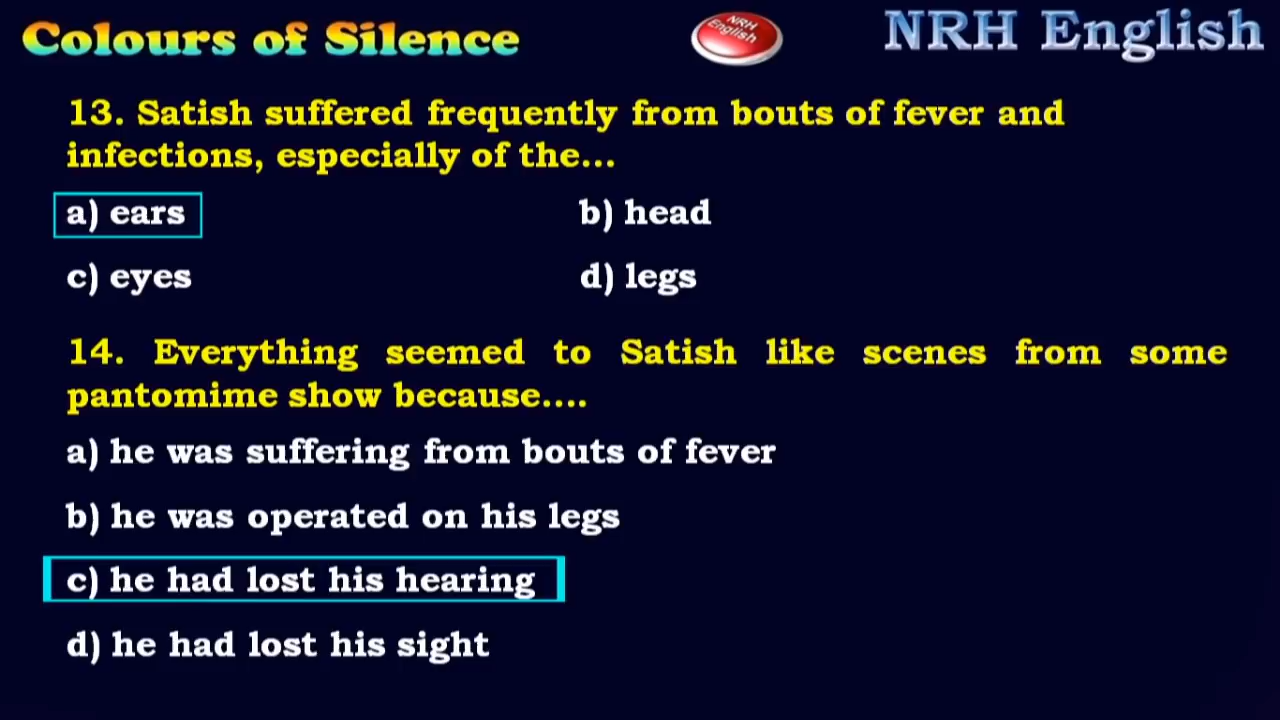 Colours of Silence
NRH
English
NRH English
13. Satish suffered frequently from bouts of fever and
infections, especially of the...
a) ears
b) head
c) eyes
d) legs
14. Everything seemed to Satish like scenes from some
pantomime show because....
a) he was suffering from bouts of fever
b) he was operated on his legs
c) he had lost his hearing
d) he had lost his sight